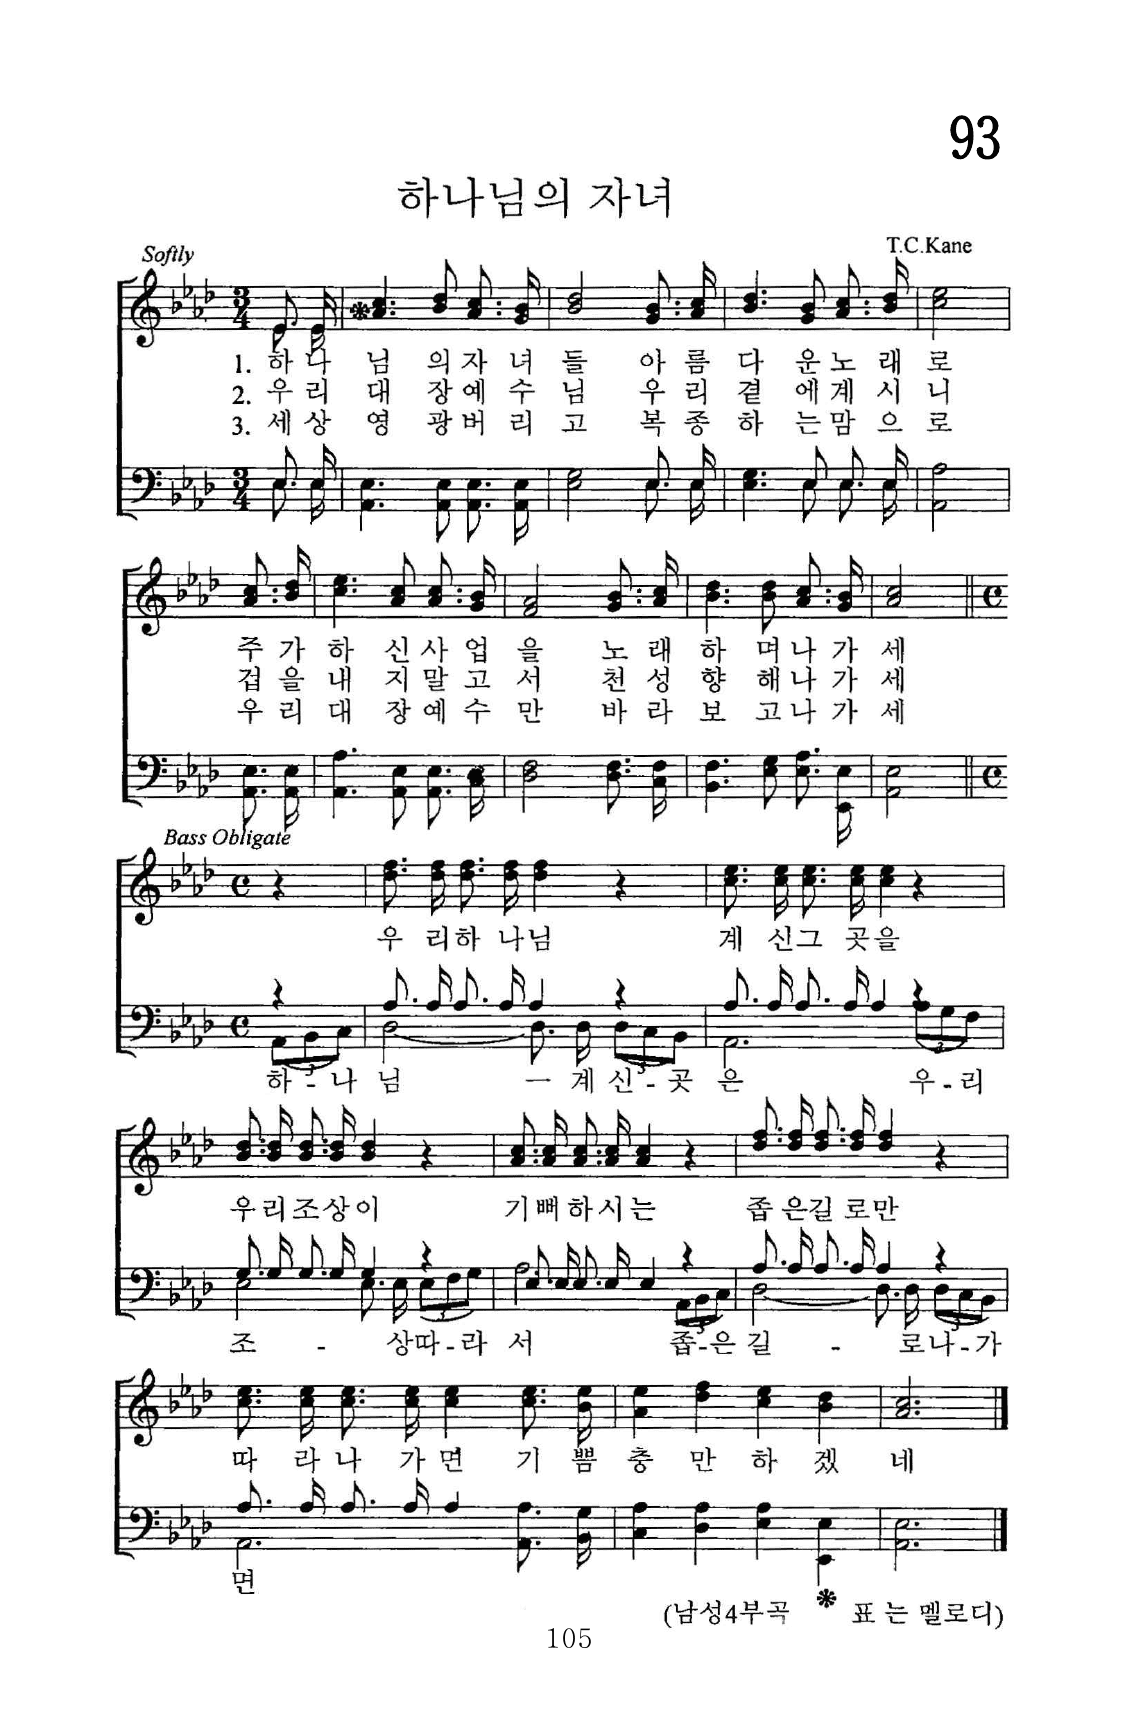 93
하나님의 자녀
Softly
T.C.Kane
1. 하 나 님 의 자 녀 들 아 름 다 운 노 래 로
2. 우 리 대 장 예 수 님 우 리 곁 에 계 시 니
3. 세 상 영 광 버 리 고 복 종 하 는 맘 으 로
주 가 하 신 사 업 을 노 래 하 며 나 가 세
겁 을 내 지 말 고 서 천 성 향 해 나 가 세
우 리 대 장 예 수 만 바 라 보 고 나 가 세
Bass Obligate
우 리 하 나 님 계 신 그 곳 을
하 - 나 님 ㅡ 계 신 - 곳 은 우 - 리
우 리 조 상 이 기 뻐 하 시 는 좁 은 길 로 만
조 - 상 따 - 라 서 좁 - 은 길 - 로 나 - 가
따 라 나 가 면 기 쁨 충 만 하 겠 네
면
(남성4부곡 ※ 표 는 멜로디)
105